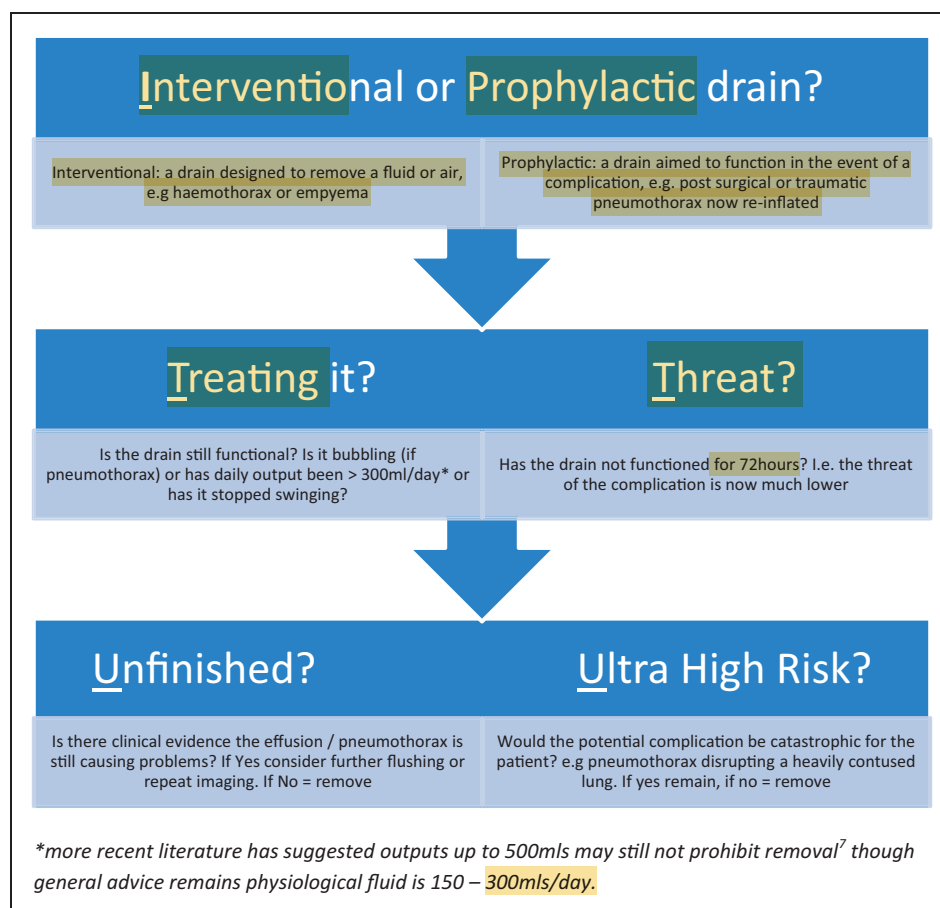 Interventional or Prophylactic drain?
Interventional: a drain designed to remove a fluid or air,
e.g haemothorax or empyema
Prophylactic: a drain aimed to function in the event of a
complication, e.g. post surgical or traumatic
pneumothorax now re-inflated
Treating it?
Threat?
Is the drain still functional? Is it bubbling (if
pneumothorax) or has daily output been > 300ml/day* or
has it stopped swinging?
Has the drain not functioned for 72hours? I.e. the threat
of the complication is now much lower
Unfinished?
Ultra High Risk?
Is there clinical evidence the effusion / pneumothorax is
still causing problems? If Yes consider further flushing or
repeat imaging. If No = remove
Would the potential complication be catastrophic for the
patient? e.g pneumothorax disrupting a heavily contused
lung. If yes remain, if no = remove
*more recent literature has suggested outputs up to 500mls may still not prohibit removal7 though
general advice remains physiological fluid is 150 – 300mls/day.